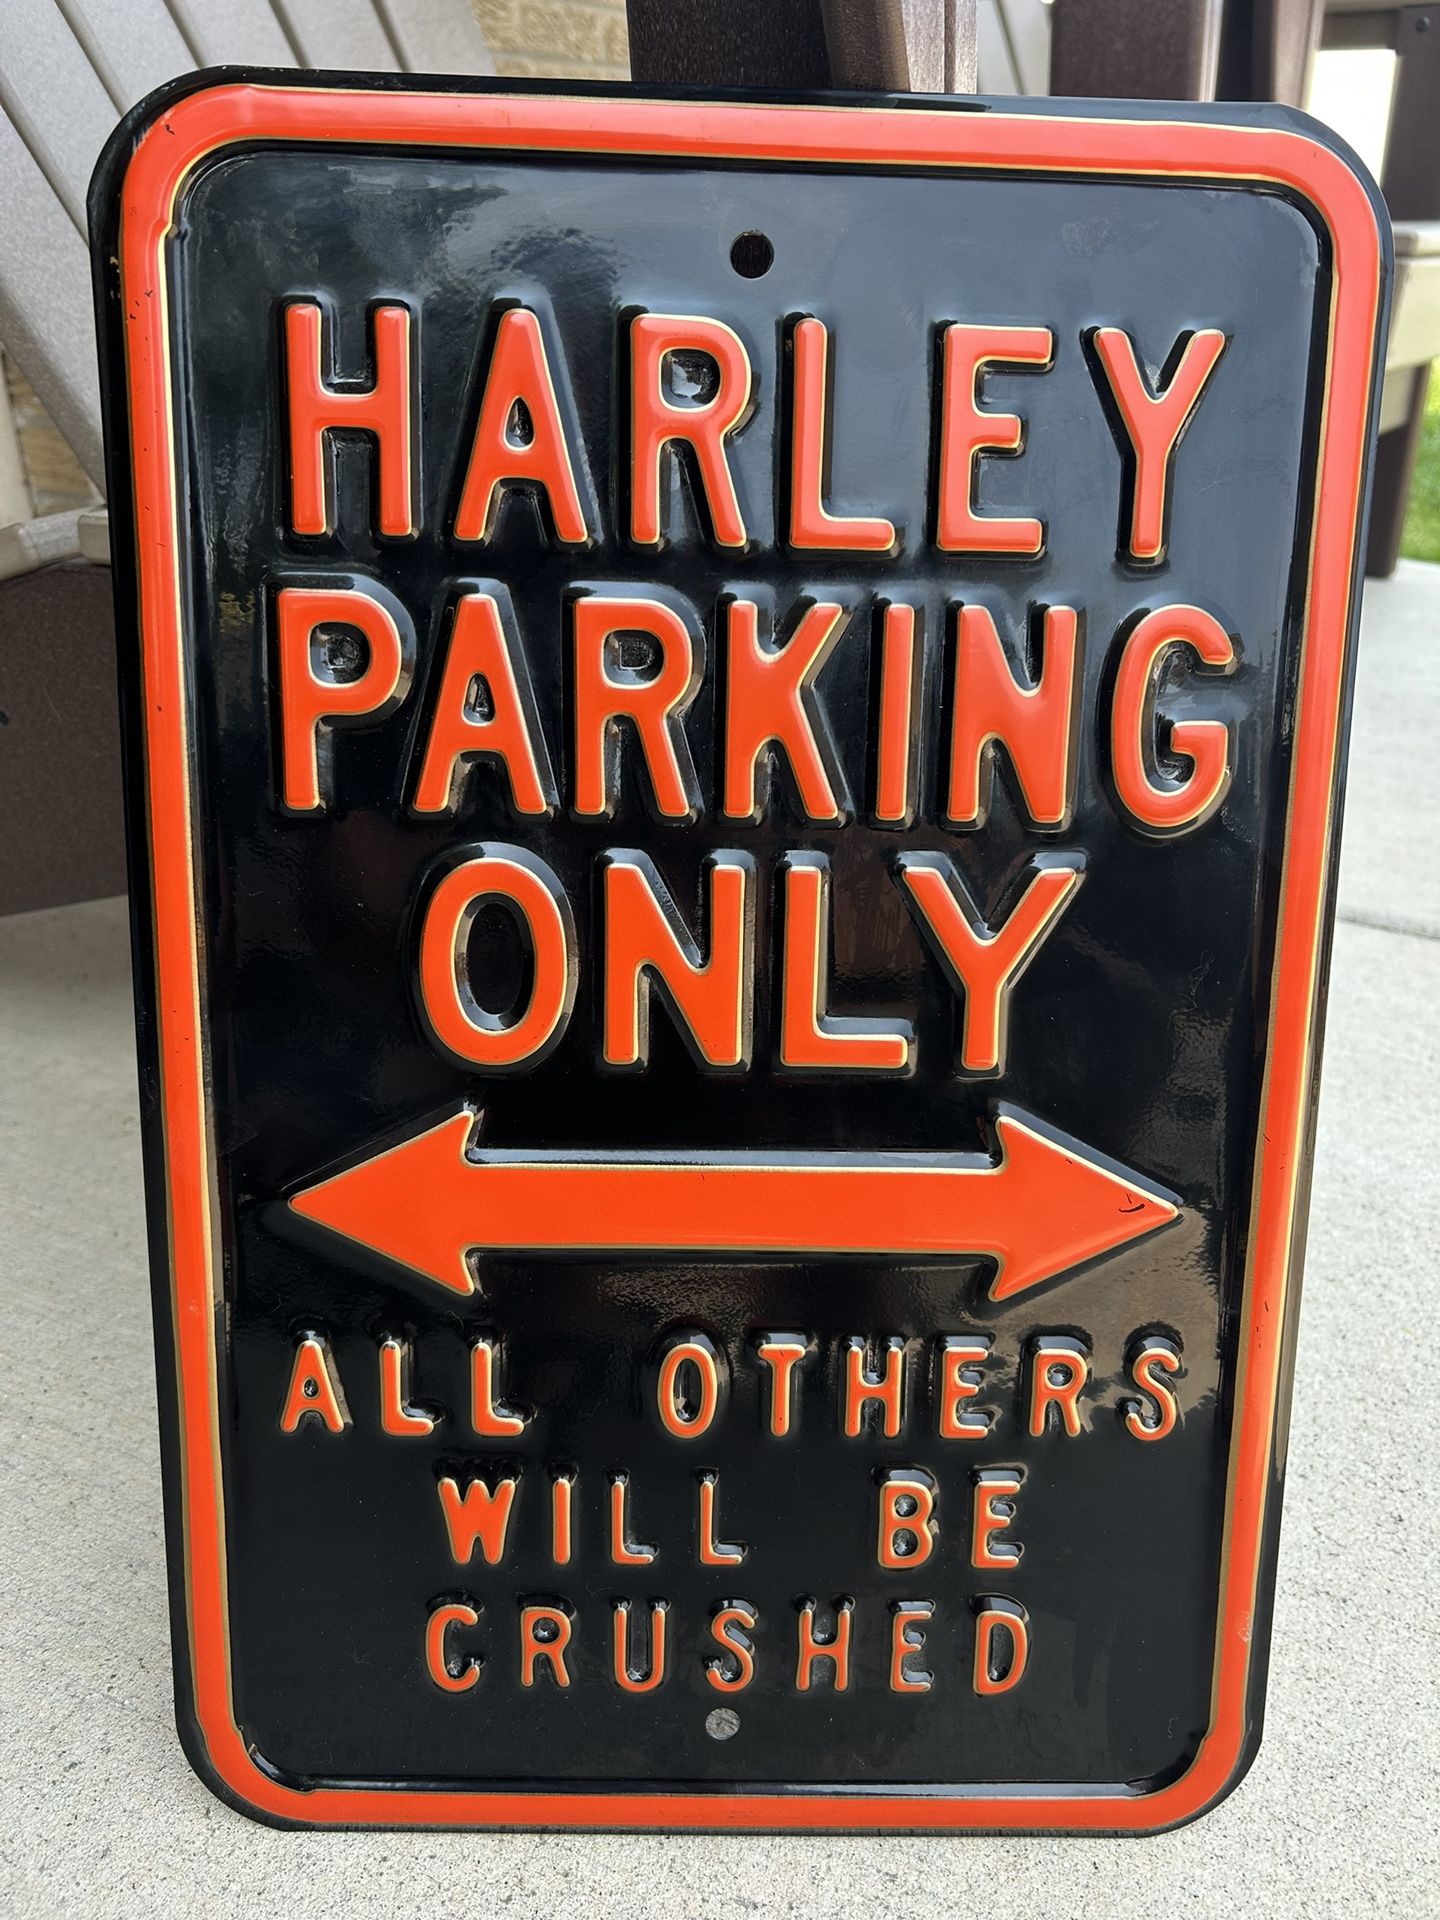 HARLEY
PARKING
ONLY
ALL OTHERS
WILL BE
CRUSHED